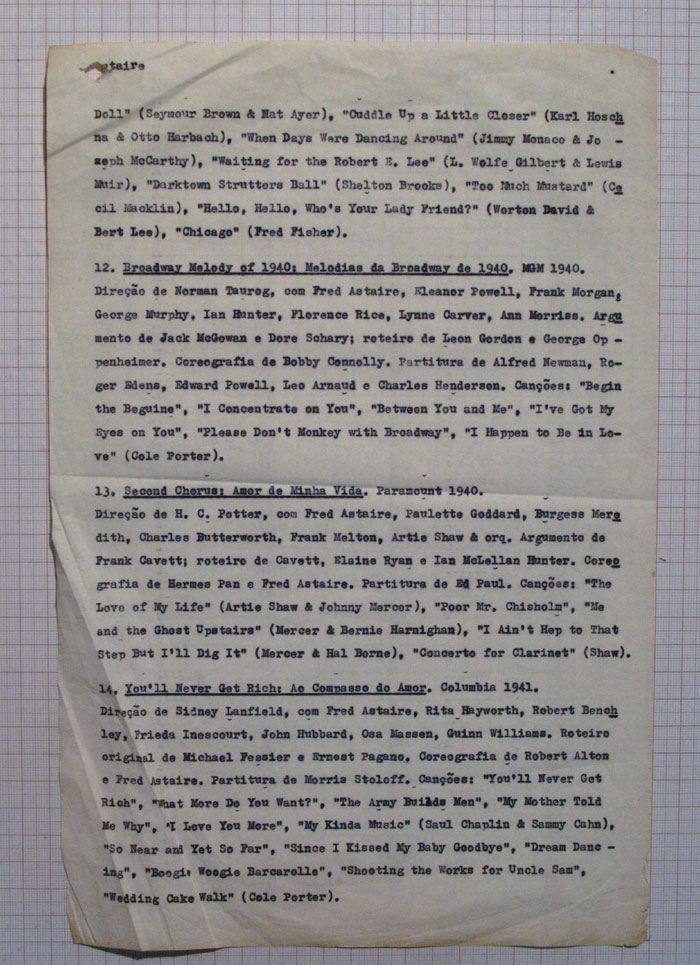 staire
Doll" (Seymour Brown & Nat Ayer), "Cuddle Up a Little Closer" (Karl Hosch
na & Otto Harbach), "When Days Were Dancing Around" (Jimmy Monaco & Jo -
seph McCarthy), "Waiting for the Robert E. Lee" (L. Wolfe Gilbert & Lewis
Muir), "Darktown Strutters Ball" (Shelton Brooks), "Too Much Mustard" (Ce
cil Macklin), "Hello, Hello, Who's Your Lady Friend?" (Worton David &
Bert Lee), "Chicago" (Fred Fisher).
12. Broadway Melody of 1940: Melodias da Broadway de 1940. MGM 1940.
Direção de Norman Taurog, com Fred Astaire, Eleanor Powell, Frank Morgan,
George Murphy, Ian Hunter, Florence Rice, Lynne Carver, Ann Morriss. Argu
mento de Jack McGowan e Dore Schary; roteiro de Leon Gordon e George Op -
penheimer. Coreografia de Bobby Connolly. Partitura de Alfred Newman, Ro-
ger Edens, Edward Powell, Leo Arnaud e Charles Henderson. Canções: "Begin
the Beguine", "I Concentrate on You", "Between You and Me", "I've Got My
Eyes on You", "Please Don't Monkey with Broadway", "I Happen to Be in Lo-
ve" (Cole Porter).
13. Second Chorus: Amor de Minha Vida. Paramount 1940.
Direção de H. C. Potter, com Fred Astaire, Paulette Goddard, Burgess Mere
dith, Charles Butterworth, Frank Melton, Artie Shaw & orq. Argumento de
Frank Cavett; roteiro de Cavett, Elaine Ryan e Ian McLellan Hunter. Coreo
grafia de Hermes Pan e Fred Astaire. Partitura de Ed Paul. Canções: "The
Love of My Life" (Artie Shaw & Johnny Mercer), "Poor Mr. Chisholm", "Me
and the Ghost Upstairs" (Mercer & Bernie Harnighan), "I Ain't Hep to That
Step But I'll Dig It" (Mercer & Hal Borne), "Concerto for Clarinet" (Shaw).
14. You'll Never Get Rich: Ao Compasso do Amor. Columbia 1941.
Direção de Sidney Lanfield, com Fred Astaire, Rita Hayworth, Robert Bench
ley, Frieda Inescourt, John Hubbard, Osa Massen, Guinn Williams. Roteiro
original de Michael Fessier e Ernest Pagano. Coreografia de Robert Alton
e Fred Astaire. Partitura de Morris Stoloff. Canções: "You'll Never Get
Rich", "What More Do You Want?", "The Army Builds Men", "My Mother Told
Me Why", "I Love You More", "My Kinda Music" (Saul Chaplin & Sammy Cahn),
"So Near and Yet So Far", "Since I Kissed My Baby Goodbye", "Dream Danc -
ing", "Boogie Woogie Barcarolle", "Shooting the Works for Uncle Sam",
"Wedding Cake Walk" (Cole Porter).